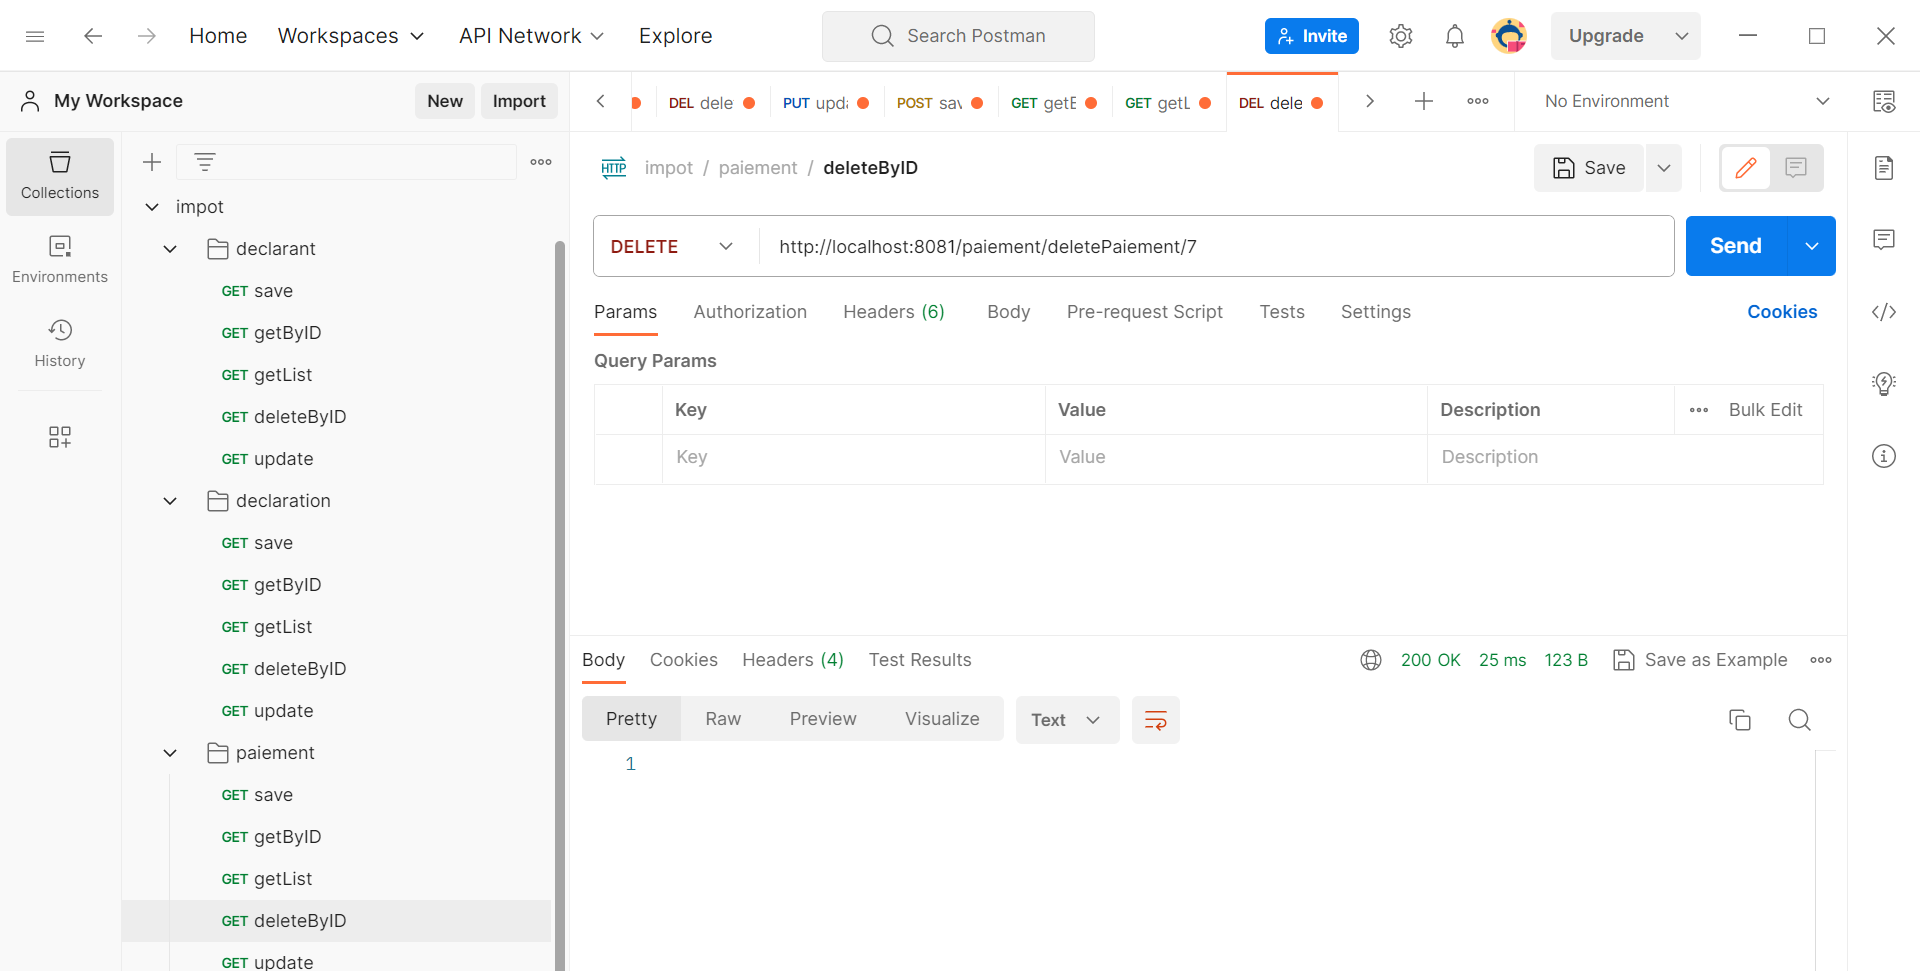 Home Workspaces API Network Explore Search Postman Invite Upgrade
My Workspace New Import DEL dele PUT upd POST sa GET get GET get DEL dele No Environment
Collections
Environments
History
impot
declarant
GET save
GET getByID
GET getList
GET deleteByID
GET update
declaration
GET save
GET getByID
GET getList
GET deleteByID
GET update
paiement
GET save
GET getByID
GET getList
GET deleteByID
GET update
HTTP impot / paiement / deleteByID Save
DELETE http://localhost:8081/paiement/deletePaiement/7 Send
Params Authorization Headers (6) Body Pre-request Script Tests Settings Cookies
Query Params
Key Value Description Bulk Edit
Key Value Description
Body Cookies Headers (4) Test Results 200 OK 25 ms 123 B Save as Example
Pretty Raw Preview Visualize Text
1